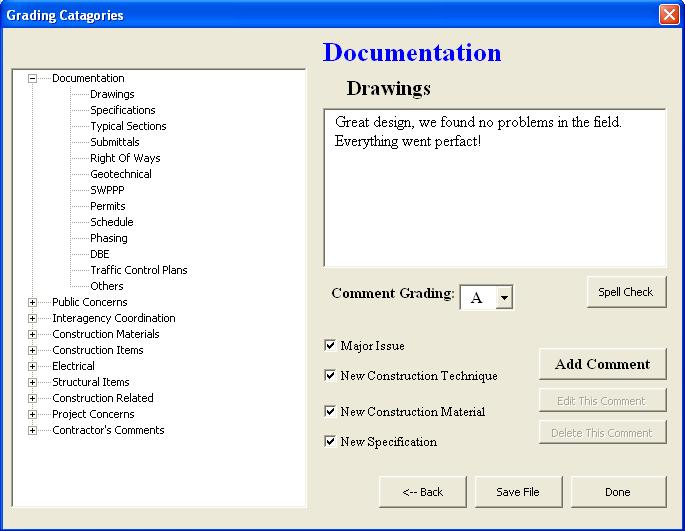 Grading Catagories
Documentation
Drawings
Specifications
Typical Sections
Submittals
Right Of Ways
Geotechnical
SWPPP
Permits
Schedule
Phasing
DBE
Traffic Control Plans
Others
Public Concerns
Interagency Coordination
Construction Materials
Construction Items
Electrical
Structural Items
Construction Related
Project Concerns
Contractor's Comments
Documentation
Drawings
Great design, we found no problems in the field.
Everything went perfact!
Comment Grading: A
Spell Check
Major Issue
New Construction Technique
New Construction Material
New Specification
Add Comment
Edit This Comment
Delete This Comment
<-- Back
Save File
Done